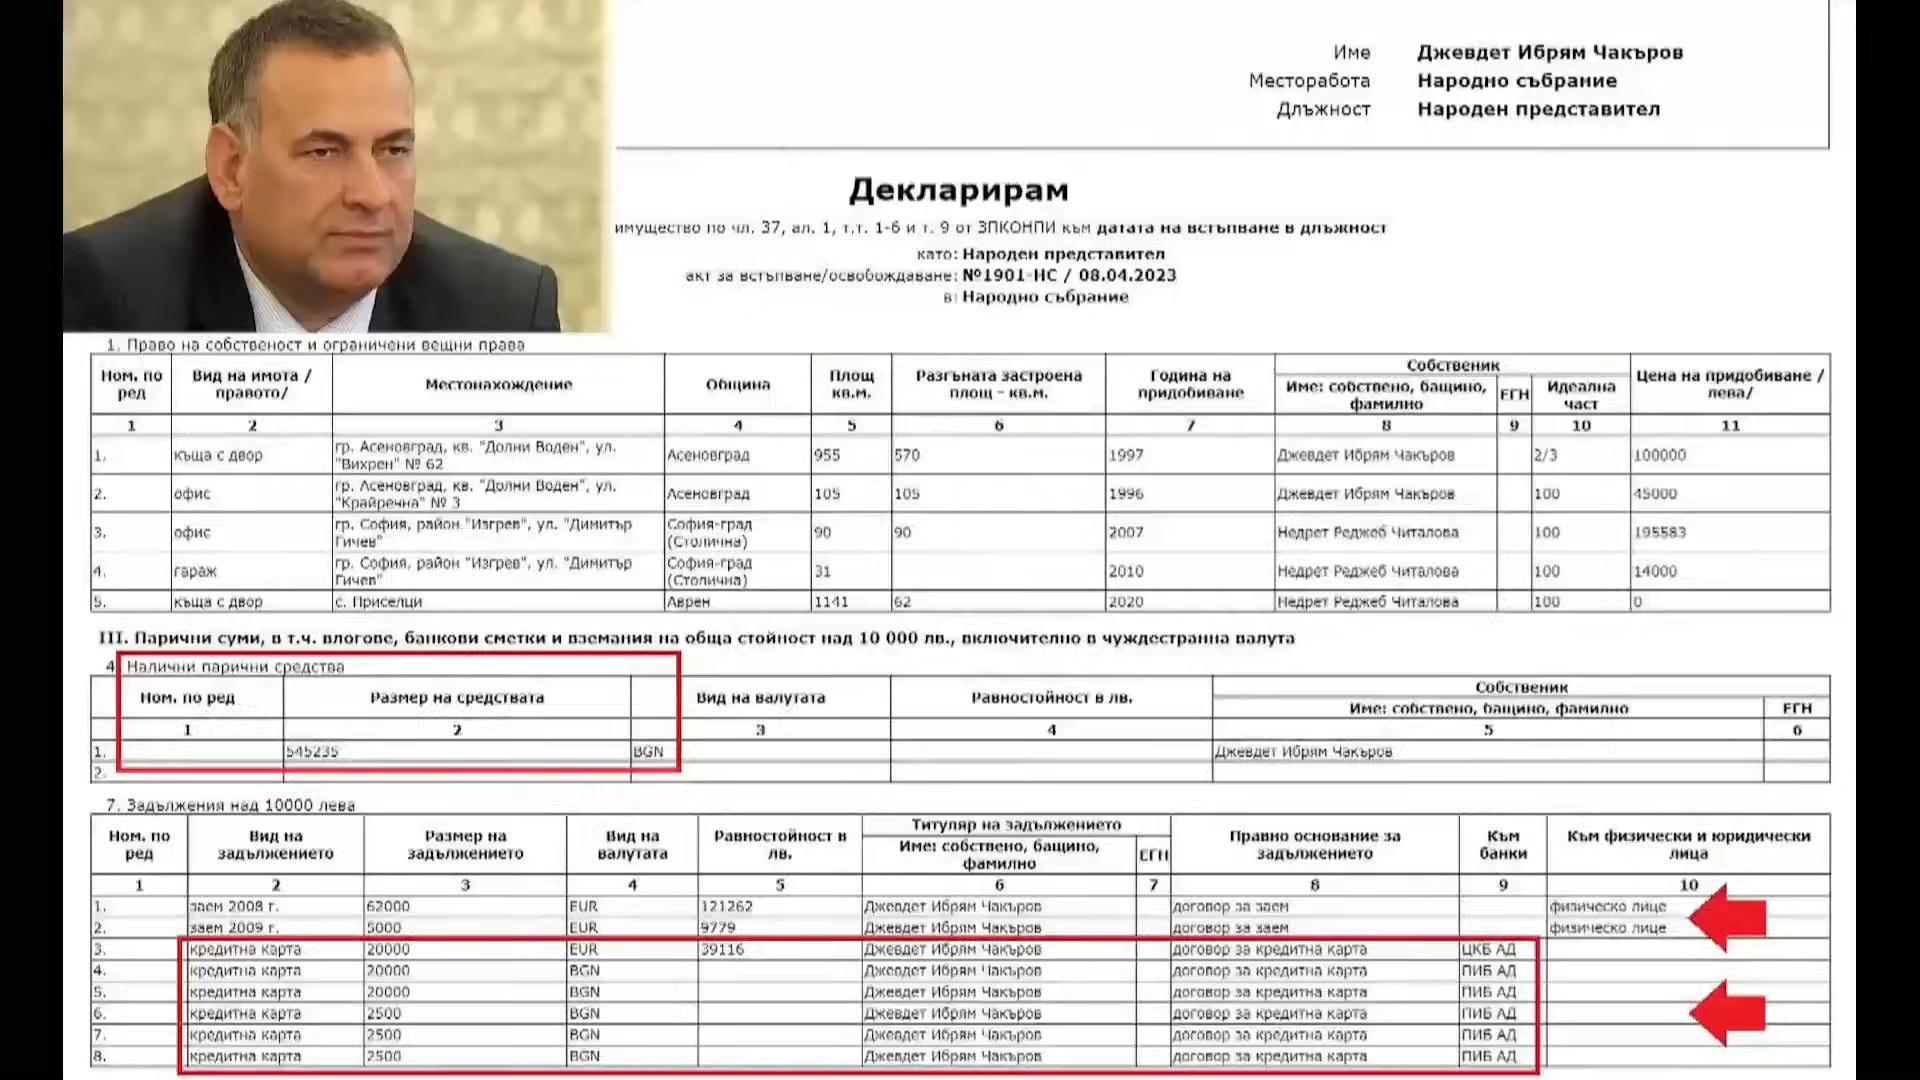 Име Джевдет Ибрям Чакъров
Месторабота Народно събрание
Длъжност Народен представител
Декларирам
имущество по чл. 37, ал. 1, т.т. 1-6 и т. 9 от ЗПКОНПИ към датата на встъпване в длъжност
като: Народен представител
акт за встъпване/освобождаване: №1901-НС / 08.04.2023
в: Народно събрание
1. Право на собственост и ограничени вещни права
Ном. по ред Вид на имота /правото/ Местонахождение Община Площ кв.м. Разгъната застроена площ - кв.м. Година на придобиване Собственик Име: собствено, бащино, фамилно ЕГН Идеална част Цена на придобиване /лева/
1 2 3 4 5 6 7 8 9 10 11
1. къща с двор гр. Асеновград, кв. "Долни Воден", ул. "Вихрен" № 62 Асеновград 955 570 1997 Джевдет Ибрям Чакъров 2/3 100000
2. офис гр. Асеновград, кв. "Долни Воден", ул. "Крайречна" № 3 Асеновград 105 105 1996 Джевдет Ибрям Чакъров 100 45000
3. офис гр. София, район "Изгрев", ул. "Димитър Гичев" София-град (Столична) 90 90 2007 Недрет Реджеб Читалова 100 195583
4. гараж гр. София, район "Изгрев", ул. "Димитър Гичев" София-град (Столична) 31 2010 Недрет Реджеб Читалова 100 14000
5. къща с двор с. Приселци Аврен 1141 62 2020 Недрет Реджеб Читалова 100 0
III. Парични суми, в т.ч. влогове, банкови сметки и вземания на обща стойност над 10 000 лв., включително в чуждестранна валута
4 Налични парични средства
Ном. по ред Размер на средствата Вид на валутата Равностойност в лв. Собственик Име: собствено, бащино, фамилно ЕГН
1 2 3 4 5 6
1. 545235 BGN Джевдет Ибрям Чакъров
2.
7. Задължения над 10000 лева
Ном. по ред Вид на задължението Размер на задължението Вид на валутата Равностойност в лв. Титуляр на задължението Име: собствено, бащино, фамилно ЕГН Правно основание за задължението Към банки Към физически и юридически лица
1 2 3 4 5 6 7 8 9 10
1. заем 2008 г. 62000 EUR 121262 Джевдет Ибрям Чакъров договор за заем физическо лице
2. заем 2009 г. 5000 EUR 9779 Джевдет Ибрям Чакъров договор за заем физическо лице
3. кредитна карта 20000 EUR 39116 Джевдет Ибрям Чакъров договор за кредитна карта ЦКБ АД
4. кредитна карта 20000 BGN Джевдет Ибрям Чакъров договор за кредитна карта ПИБ АД
5. кредитна карта 20000 BGN Джевдет Ибрям Чакъров договор за кредитна карта ПИБ АД
6. кредитна карта 2500 BGN Джевдет Ибрям Чакъров договор за кредитна карта ПИБ АД
7. кредитна карта 2500 BGN Джевдет Ибрям Чакъров договор за кредитна карта ПИБ АД
8. кредитна карта 2500 BGN Джевдет Ибрям Чакъров договор за кредитна карта ПИБ АД